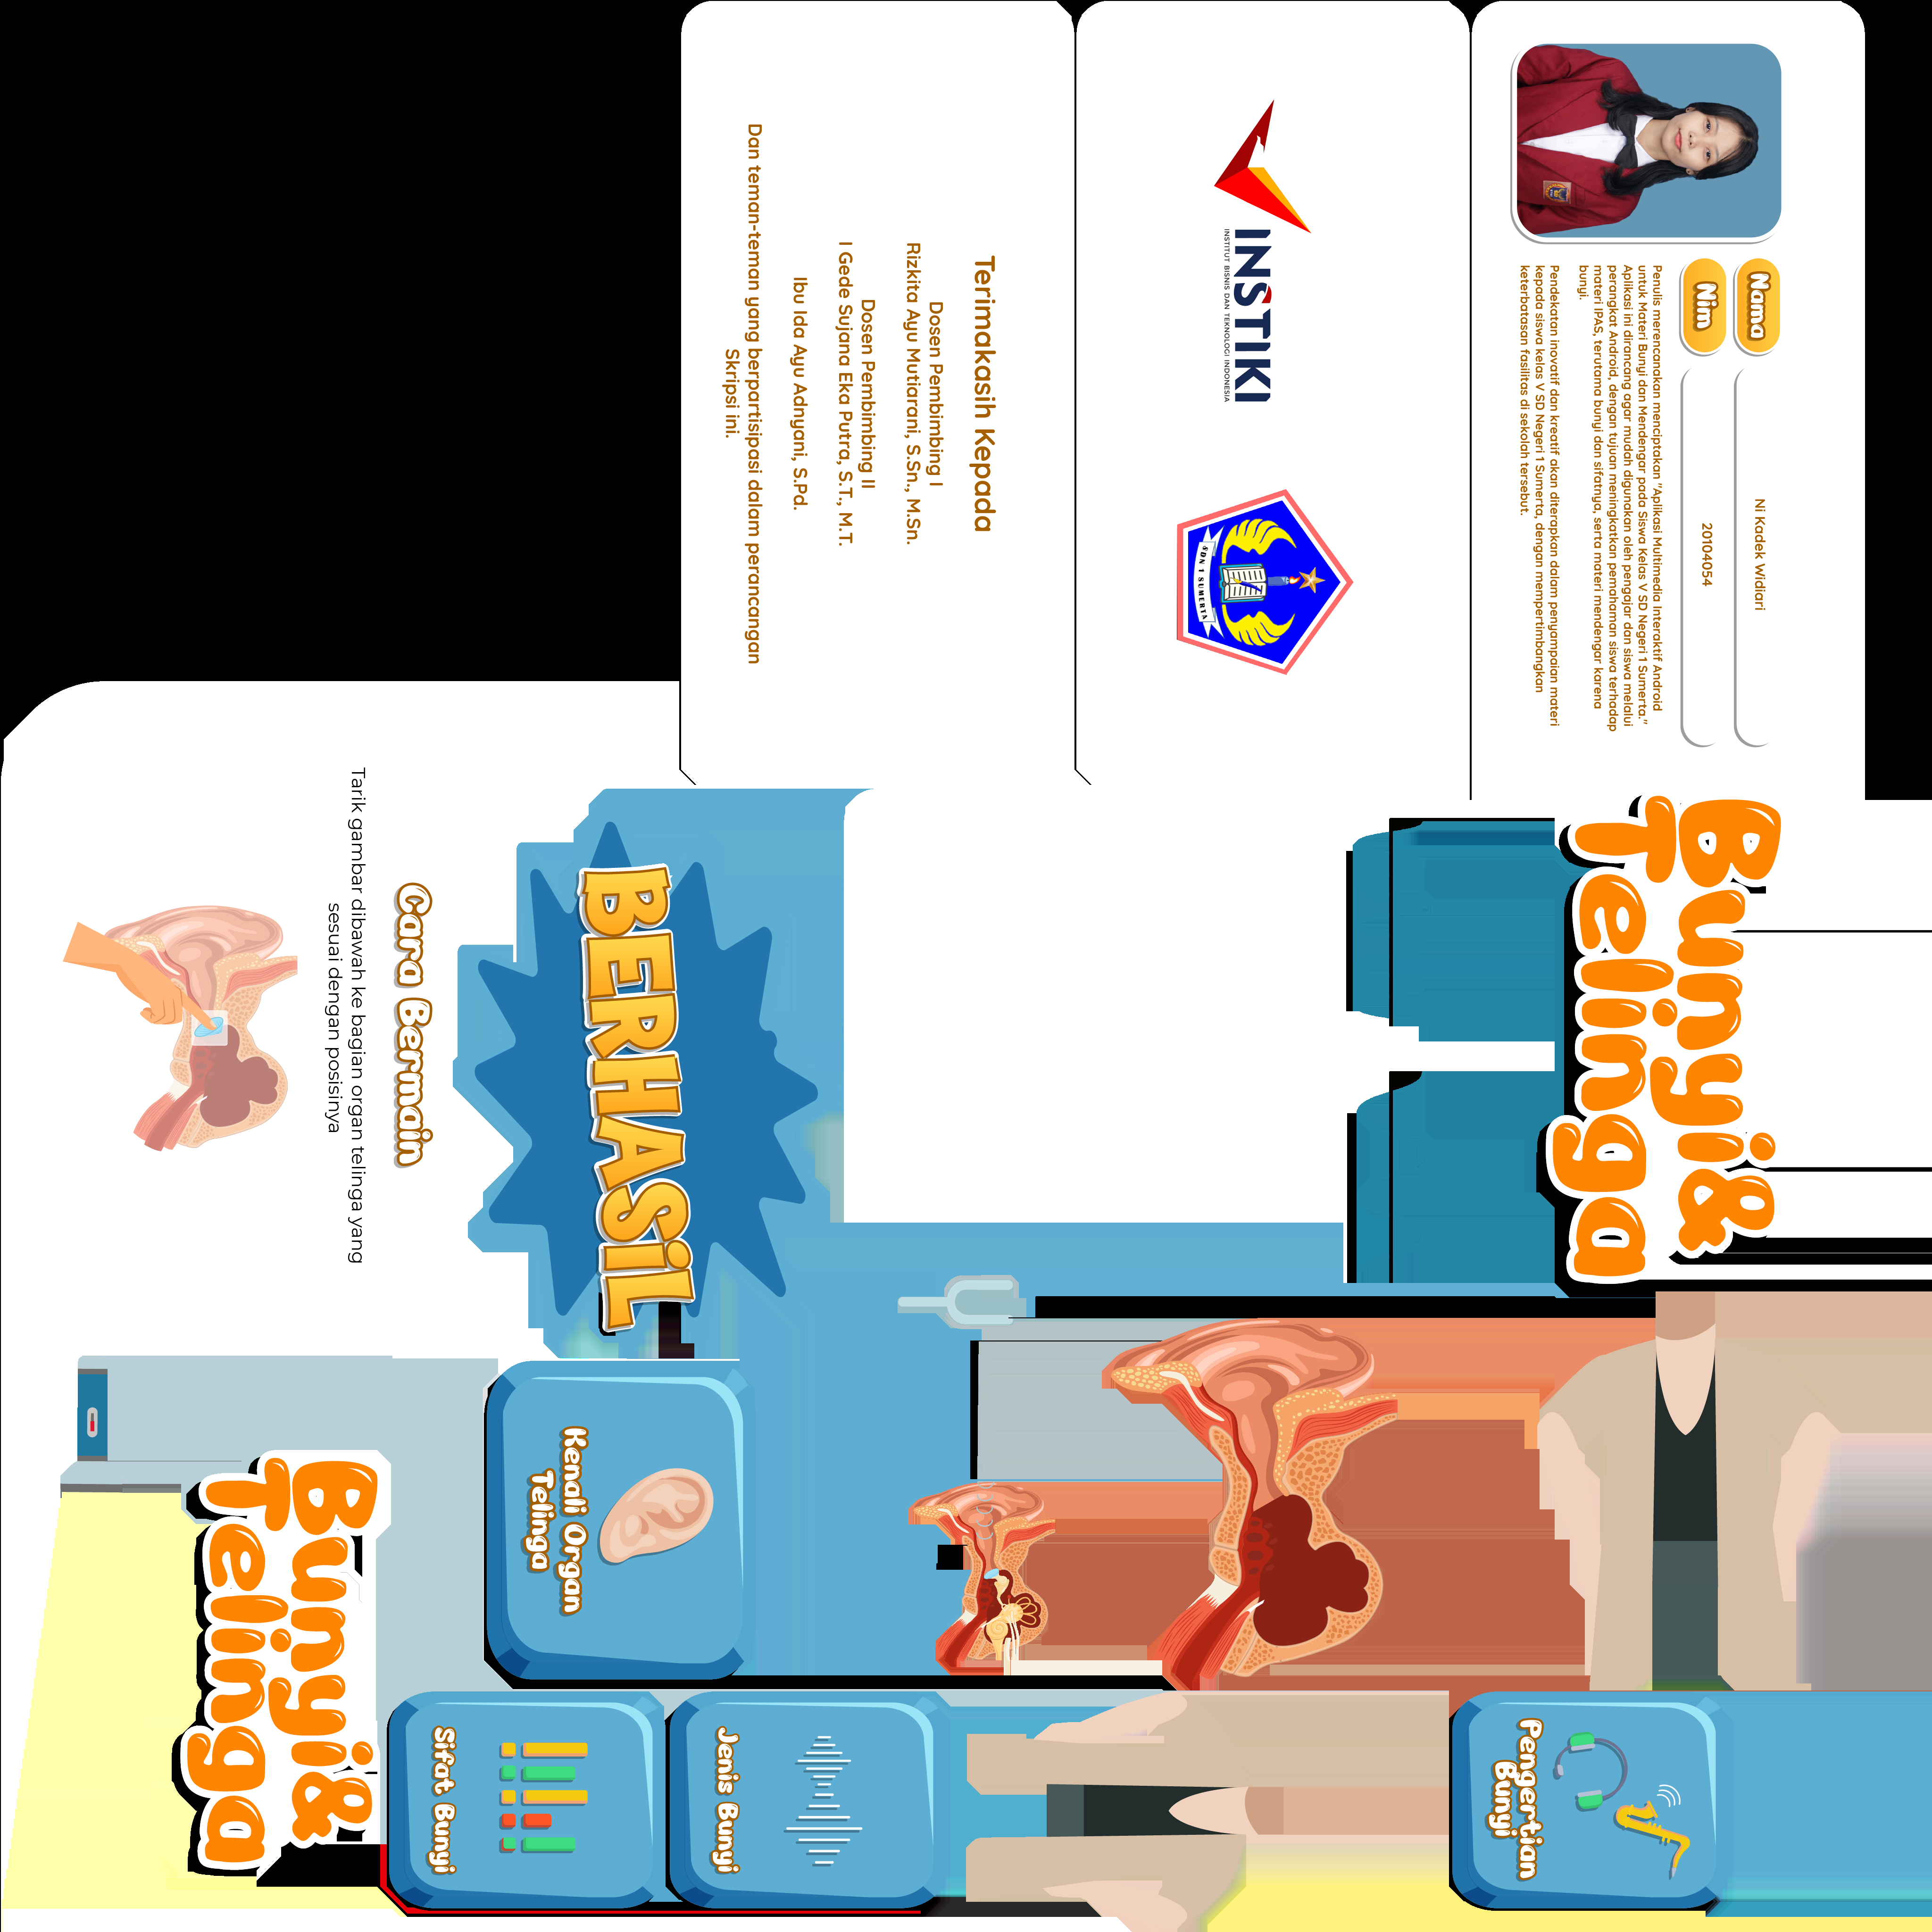 Nama
Ni Kadek Widiari
Nim
20104054
Penulis merencanakan menciptakan "Aplikasi Multimedia Interaktif Android
untuk Materi Bunyi dan Mendengar pada Siswa Kelas V SD Negeri 1 Sumerta."
Aplikasi ini dirancang agar mudah digunakan oleh pengajar dan siswa melalui
perangkat Android, dengan tujuan meningkatkan pemahaman siswa terhadap
materi IPAS, terutama bunyi dan sifatnya, serta materi mendengar karena
bunyi.
Pendekatan inovatif dan kreatif akan diterapkan dalam penyampaian materi
kepada siswa kelas V SD Negeri 1 Sumerta, dengan mempertimbangkan
keterbatasan fasilitas di sekolah tersebut.
INSTIKI
INSTITUT BISNIS DAN TEKNOLOGI INDONESIA
SDN 1 SUMERTA
Terimakasih Kepada
Dosen Pembimbing I
Rizkita Ayu Mutiarani, S.Sn., M.Sn.
Dosen Pembimbing II
I Gede Sujana Eka Putra, S.T., M.T.
Ibu Ida Ayu Adnyani, S.Pd.
Dan teman-teman yang berpartisipasi dalam perancangan
Skripsi ini.
Bunyi &
Telinga
BERHASiL
Cara Bermain
Tarik gambar dibawah ke bagian organ telinga yang
sesuai dengan posisinya
Kenali Organ
Telinga
Pengertian
Bunyi
Jenis Bunyi
Sifat Bunyi
Bunyi &
Telinga